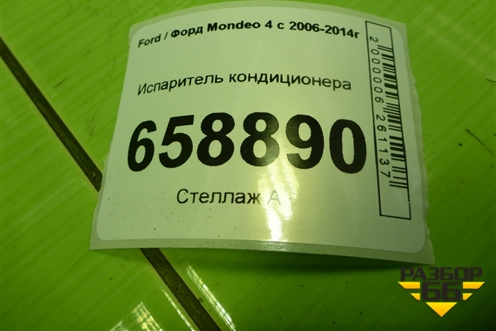 Ford / Форд Mondeo 4 с 2006-2014г
Испаритель кондиционера
658890
Стеллаж А
2000006261137
РАЗБОР
66